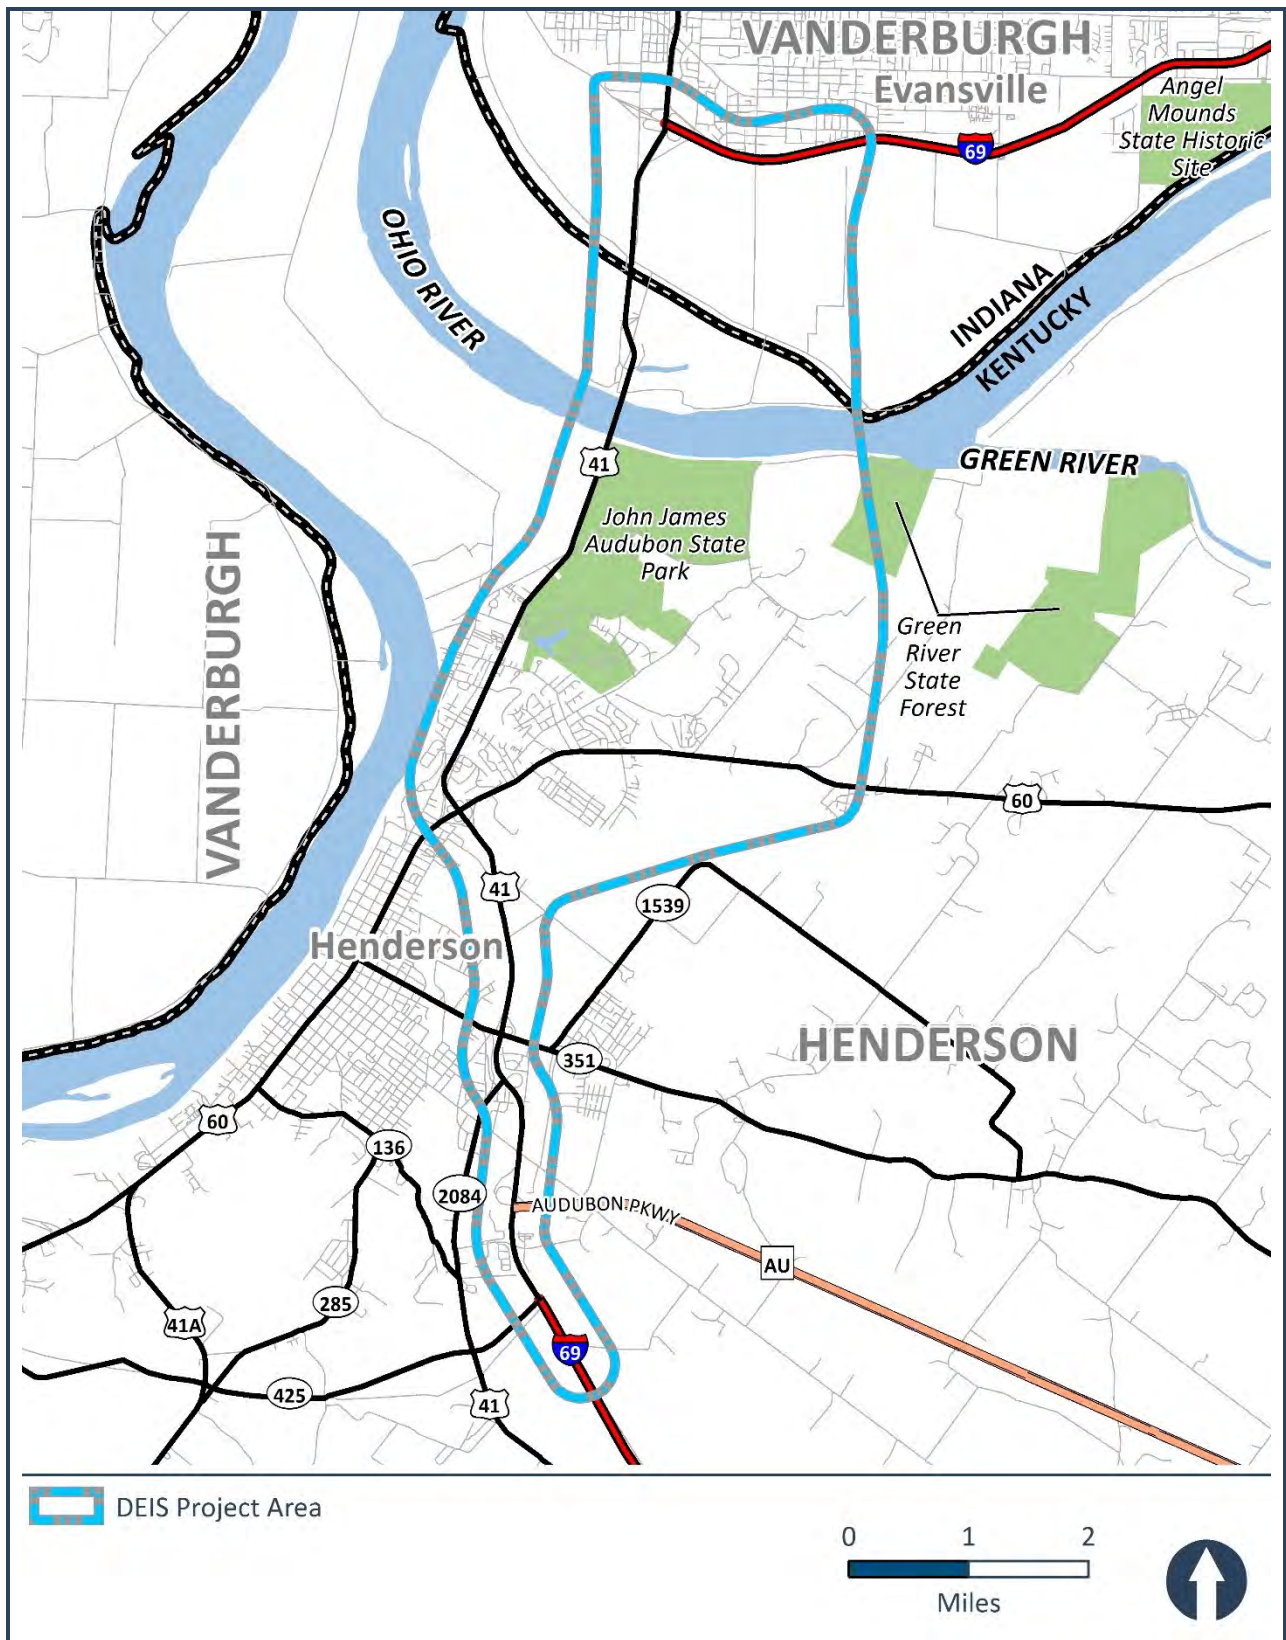 VANDERBURGH
Evansville
Angel
Mounds
State Historic
Site
69
OHIO RIVER
INDIANA
KENTUCKY
41
GREEN RIVER
John James
Audubon State
Park
Green
River
State
Forest
VANDERBURGH
60
41
1539
Henderson
HENDERSON
351
60
136
2084
AUDUBON PKWY
AU
285
41A
69
425
41
DEIS Project Area
0 1 2
Miles